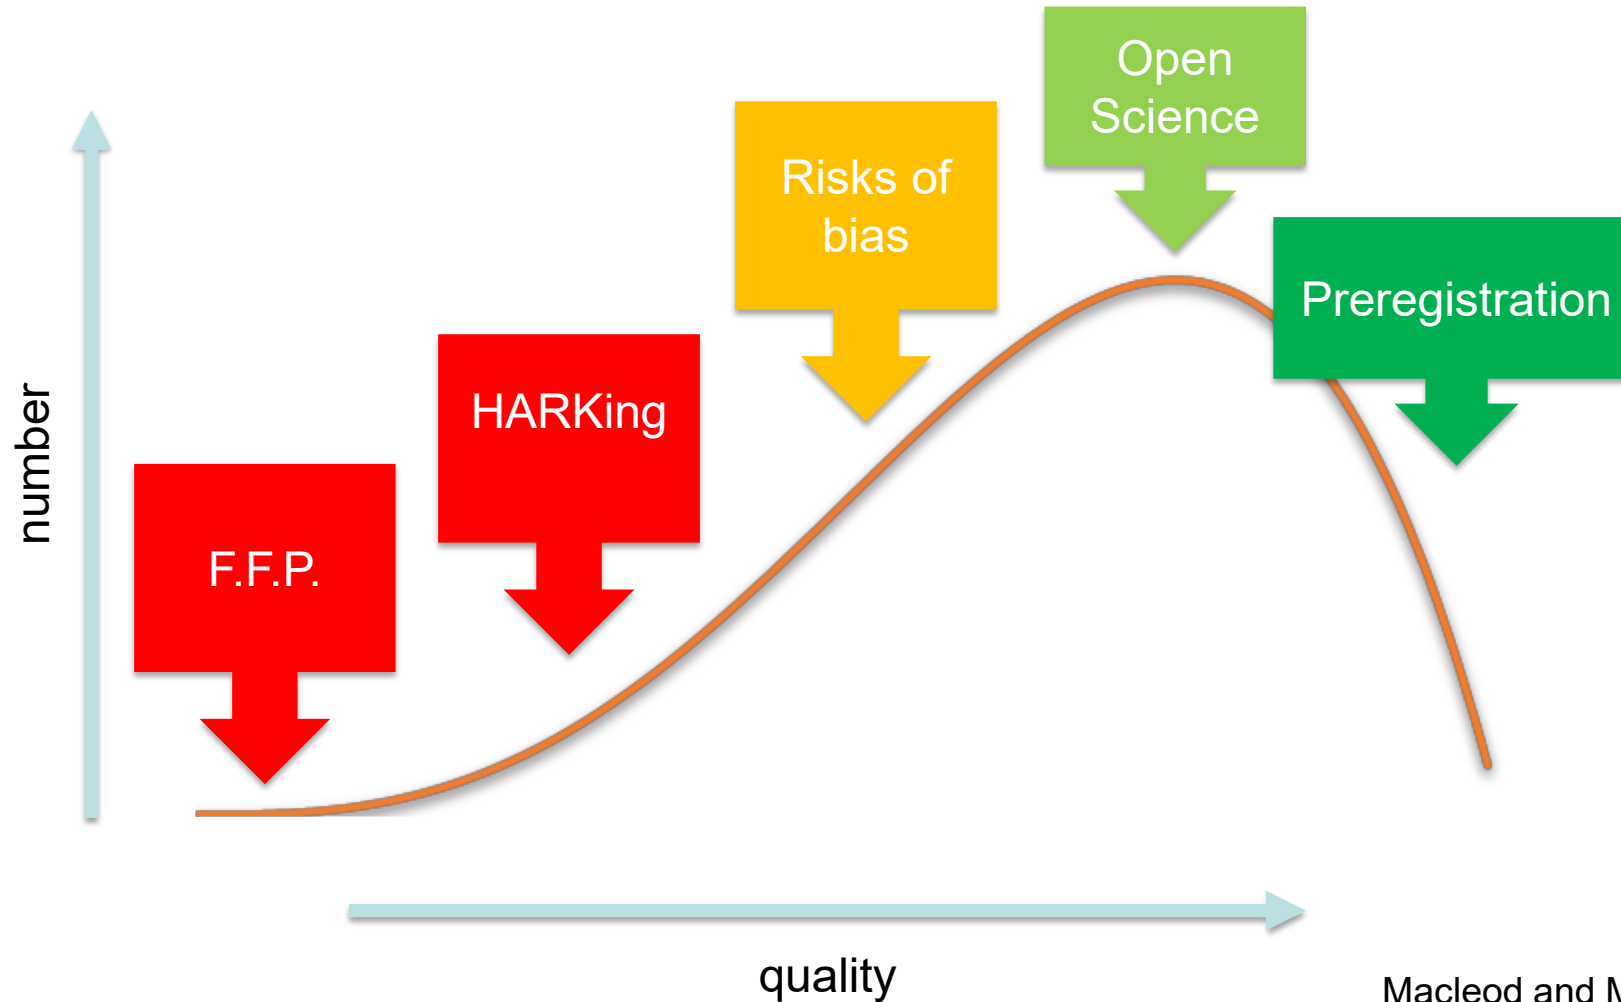 Open
Science
Risks of
bias
Preregistration
HARKing
F.F.P.
number
quality
Macleod and